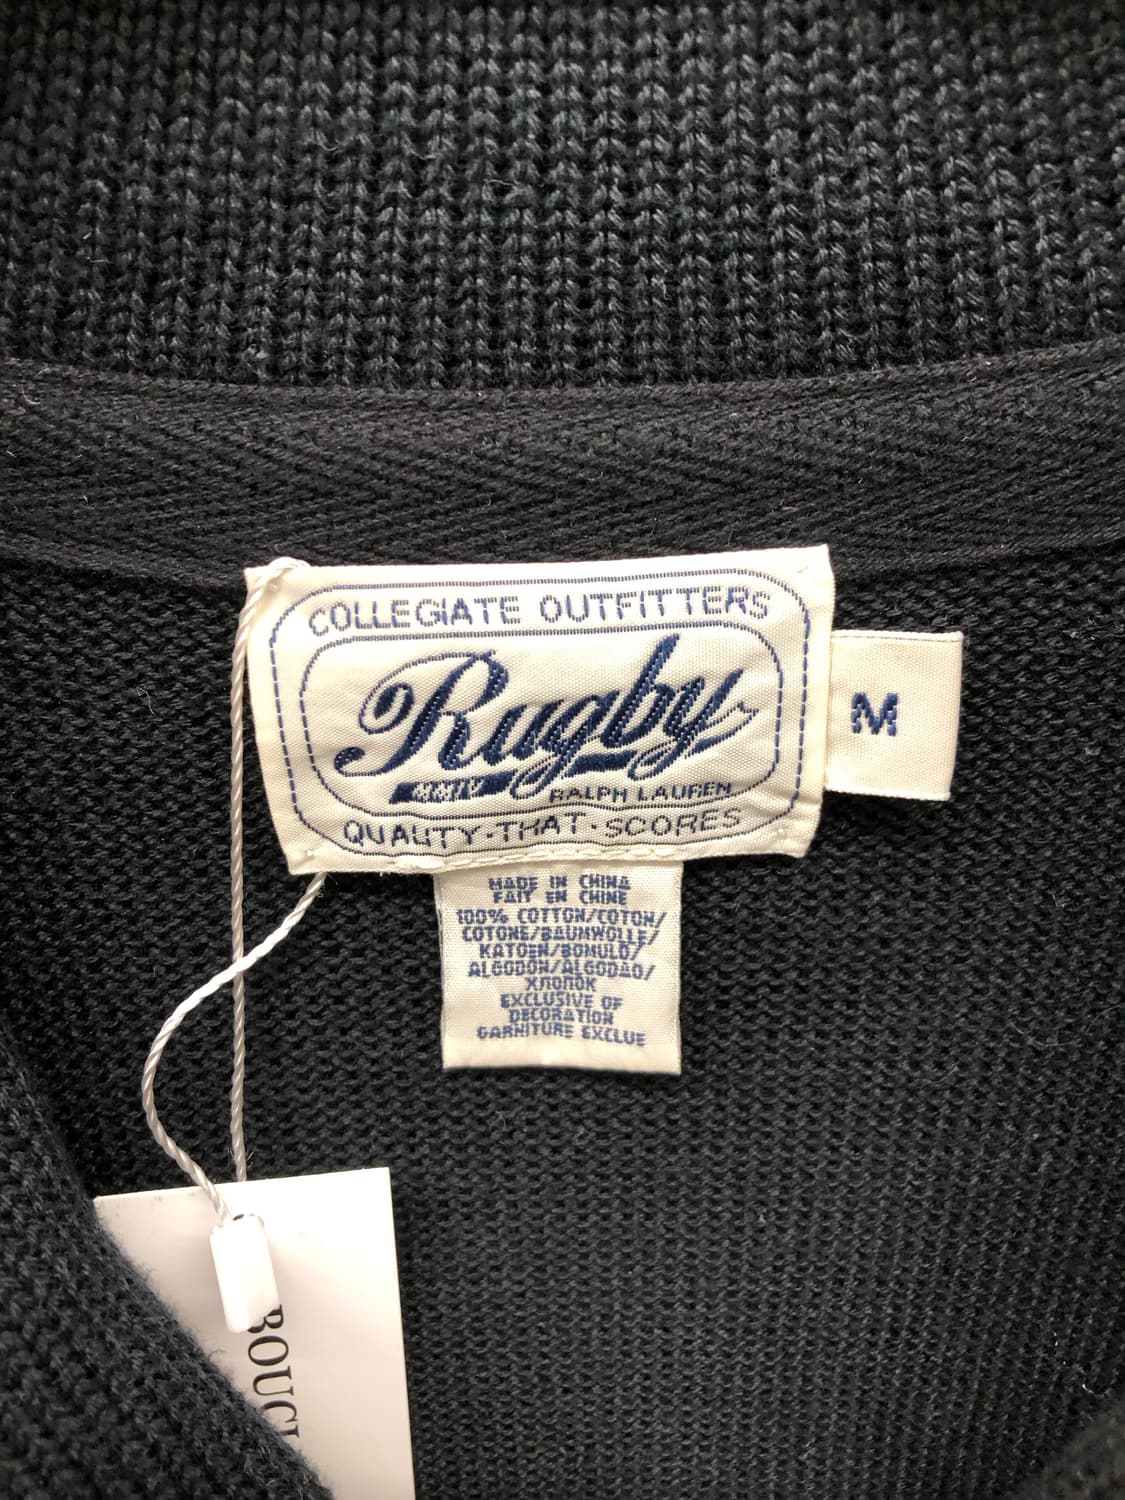 COLLEGIATE OUTFITTERS
Rugby
RALPH LAUREN
QUALITY·THAT·SCORES
M
MADE IN CHINA
FAIT EN CHINE
100% COTTON/COTON/
COTONE/BAUMWOLLE/
KATOEN/BOMULD/
ALGODÓN/ALGODAO/
ХЛОПОК
EXCLUSIVE OF
DECORATION
GARNITURE EXCLUE